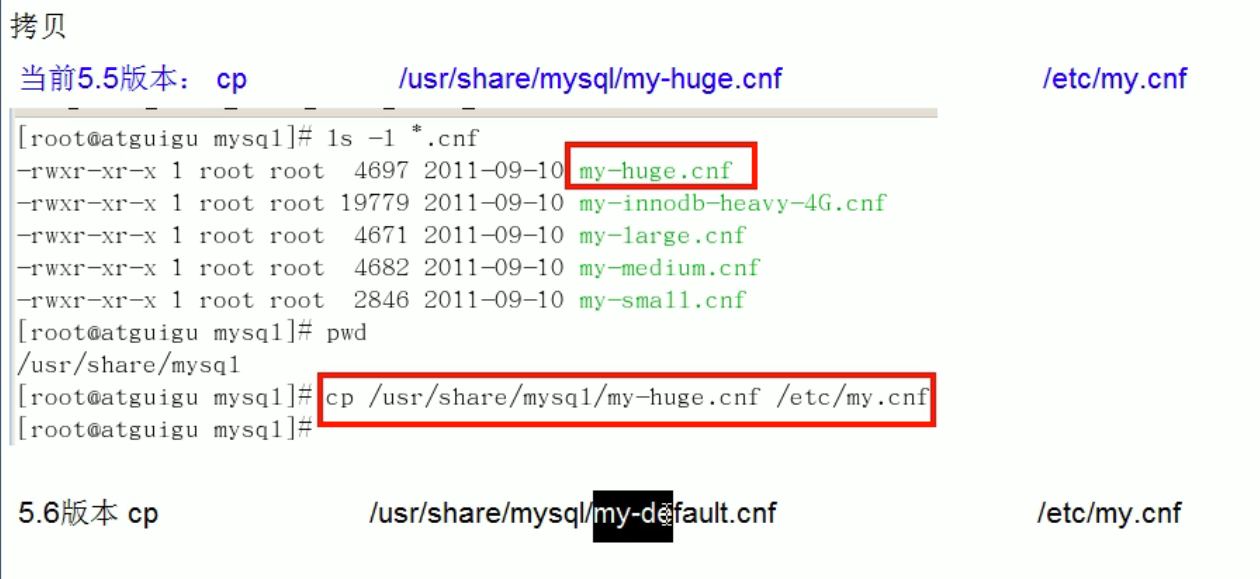 拷贝
当前5.5版本： cp /usr/share/mysql/my-huge.cnf /etc/my.cnf
[root@atguigu mysql]# ls -l *.cnf
-rwxr-xr-x 1 root root 4697 2011-09-10 my-huge.cnf
-rwxr-xr-x 1 root root 19779 2011-09-10 my-innodb-heavy-4G.cnf
-rwxr-xr-x 1 root root 4671 2011-09-10 my-large.cnf
-rwxr-xr-x 1 root root 4682 2011-09-10 my-medium.cnf
-rwxr-xr-x 1 root root 2846 2011-09-10 my-small.cnf
[root@atguigu mysql]# pwd
/usr/share/mysql
[root@atguigu mysql]# cp /usr/share/mysql/my-huge.cnf /etc/my.cnf
[root@atguigu mysql]#
5.6版本 cp /usr/share/mysql/my-default.cnf /etc/my.cnf